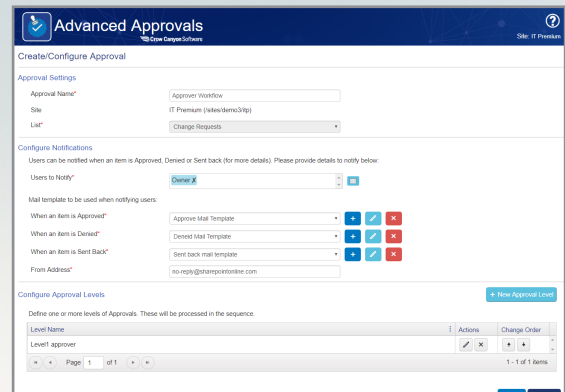 Advanced Approvals
Crow Canyon Software
Site: IT Premium
Create/Configure Approval
Approval Settings
Approval Name* Approver Workflow
Site IT Premium (/sites/demo3/itp)
List* Change Requests
Configure Notifications
Users can be notified when an item is Approved, Denied or Sent back (for more details). Please provide details to notify below:
Users to Notify* Owner X
Mail template to be used when notifying users:
When an item is Approved* Approve Mail Template
When an item is Denied* Deneid Mail Template
When an item is Sent Back* Sent back mail template
From Address* no-reply@sharepointonline.com
Configure Approval Levels + New Approval Level
Define one or more levels of Approvals. These will be processed in the sequence.
Level Name Actions Change Order
Level1 approver
Page 1 of 1 1 - 1 of 1 items